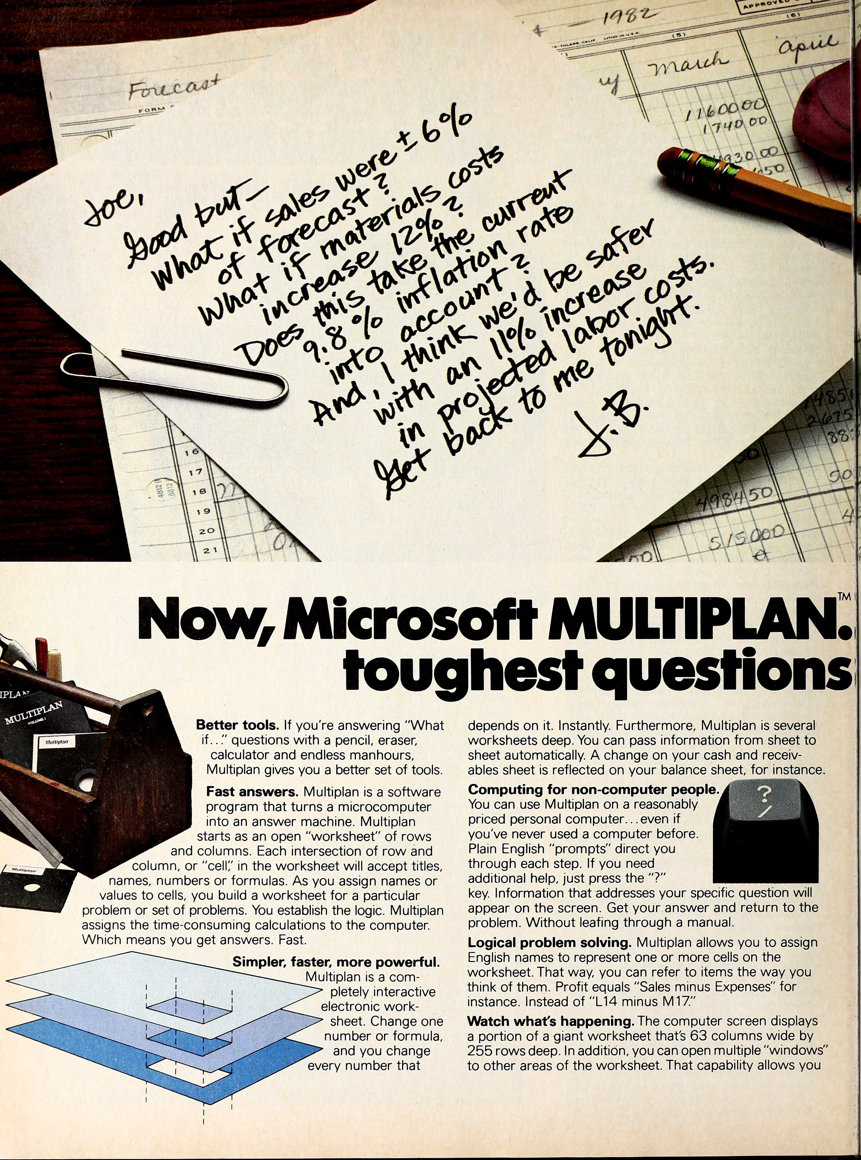 1982
APPROVED
(5)
(6)
Forecast
March
April
11600.00
1740.00
Joe,
Good but—
What if sales were ± 6%
of forecast?
What if materials costs
increase 12%?
Does this take the current
9.8% inflation rate
into account?
And, I think we'd be safer
with an 11% increase
in projected labor costs.
Get back to me tonight.
J.B.
16
17
18
19
20
21
498450
515000
Now, Microsoft MULTIPLAN.™
toughest questions
MULTIPLAN
Multiplan
Multiplan
Better tools. If you're answering "What
if..." questions with a pencil, eraser,
calculator and endless manhours,
Multiplan gives you a better set of tools.
Fast answers. Multiplan is a software
program that turns a microcomputer
into an answer machine. Multiplan
starts as an open "worksheet" of rows
and columns. Each intersection of row and
column, or "cell," in the worksheet will accept titles,
names, numbers or formulas. As you assign names or
values to cells, you build a worksheet for a particular
problem or set of problems. You establish the logic. Multiplan
assigns the time-consuming calculations to the computer.
Which means you get answers. Fast.
Simpler, faster, more powerful.
Multiplan is a com-
pletely interactive
electronic work-
sheet. Change one
number or formula,
and you change
every number that
depends on it. Instantly. Furthermore, Multiplan is several
worksheets deep. You can pass information from sheet to
sheet automatically. A change on your cash and receiv-
ables sheet is reflected on your balance sheet, for instance.
Computing for non-computer people.
You can use Multiplan on a reasonably
priced personal computer...even if
you've never used a computer before.
Plain English "prompts" direct you
through each step. If you need
additional help, just press the "?"
key. Information that addresses your specific question will
appear on the screen. Get your answer and return to the
problem. Without leafing through a manual.
?
/
Logical problem solving. Multiplan allows you to assign
English names to represent one or more cells on the
worksheet. That way, you can refer to items the way you
think of them. Profit equals "Sales minus Expenses" for
instance. Instead of "L14 minus M17."
Watch what's happening. The computer screen displays
a portion of a giant worksheet that's 63 columns wide by
255 rows deep. In addition, you can open multiple "windows"
to other areas of the worksheet. That capability allows you